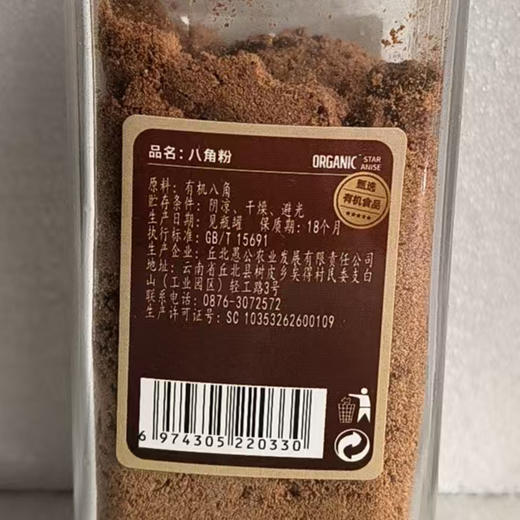 品名：八角粉
ORGANIC STAR ANISE
甄选
有机食品
原料：有机八角
贮存条件：阴凉、干燥、避光
生产日期：见瓶罐 保质期：18个月
执行标准：GB/T 15691
生产企业：丘北愚公农业发展有限责任公司
地址：云南省丘北县树皮乡矣得村民委支白
山（工业园区）轻工路3号
联系电话：0876-3072572
生产许可证号：SC 10353262600109
6 974305 220330